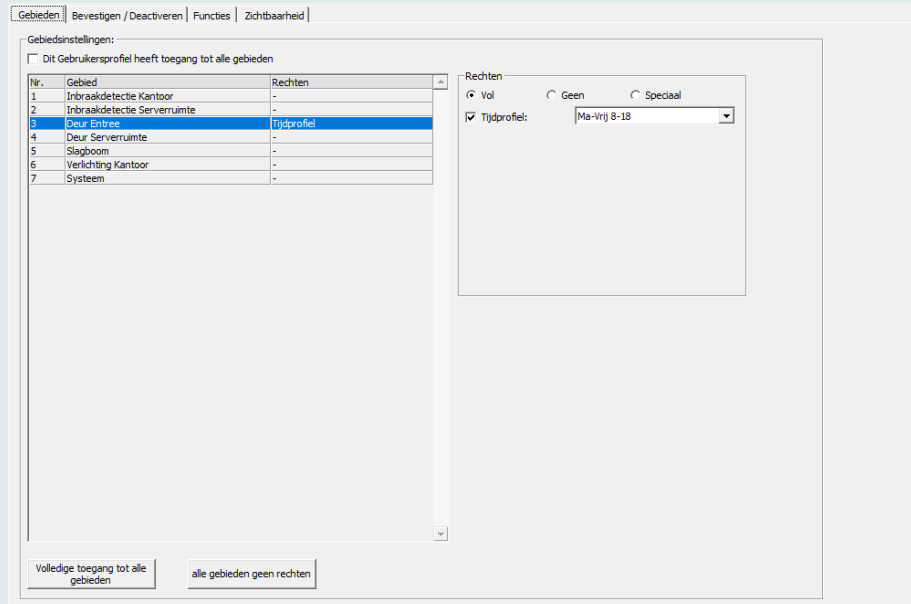 Gebieden Bevestigen / Deactiveren Functies Zichtbaarheid
Gebiedsinstellingen:
Dit Gebruikersprofiel heeft toegang tot alle gebieden
Nr. Gebied Rechten
1 Inbraakdetectie Kantoor -
2 Inbraakdetectie Serverruimte -
3 Deur Entree Tijdprofiel
4 Deur Serverruimte -
5 Slagboom -
6 Verlichting Kantoor -
7 Systeem -
Rechten
Vol Geen Speciaal
Tijdprofiel: Ma-Vrij 8-18
Volledige toegang tot alle
gebieden
alle gebieden geen rechten